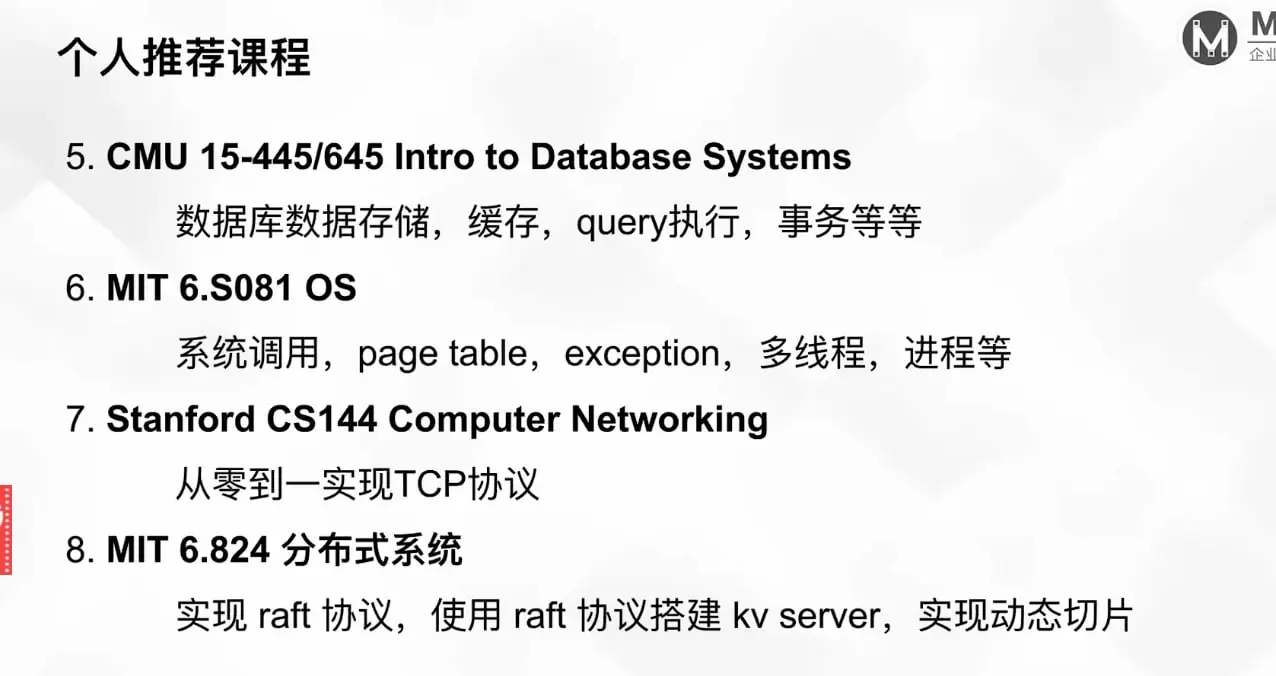 个人推荐课程
M
企业
5. CMU 15-445/645 Intro to Database Systems
数据库数据存储，缓存，query执行，事务等等
6. MIT 6.S081 OS
系统调用，page table，exception，多线程，进程等
7. Stanford CS144 Computer Networking
从零到一实现TCP协议
8. MIT 6.824 分布式系统
实现 raft 协议，使用 raft 协议搭建 kv server，实现动态切片